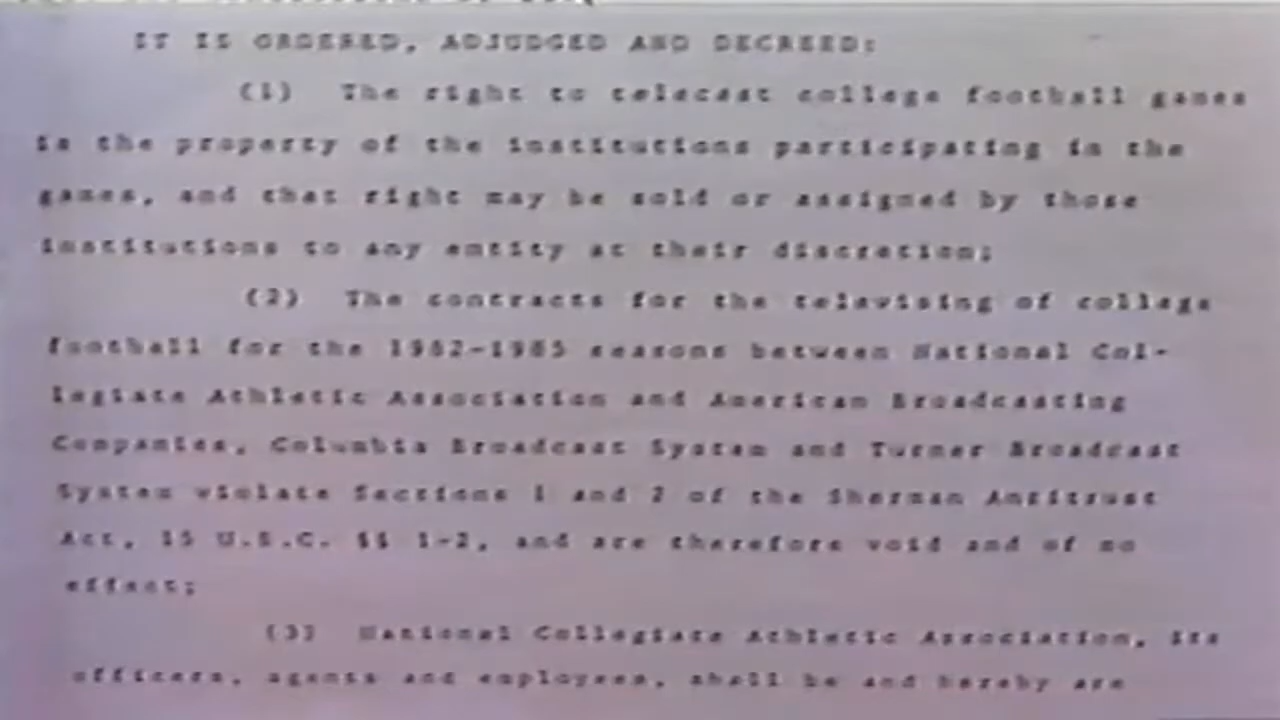 IT IS ORDERED, ADJUDGED AND DECREED:
(1) The right to telecast college football games
is the property of the institutions participating in the
games, and that right may be sold or assigned by those
institutions to any entity at their discretion;
(2) The contracts for the televising of college
football for the 1982-1985 seasons between National Col-
legiate Athletic Association and American Broadcasting
Companies, Columbia Broadcast System and Turner Broadcast
System violate Sections 1 and 2 of the Sherman Antitrust
Act, 15 U.S.C. §§ 1-2, and are therefore void and of no
effect;
(3) National Collegiate Athletic Association, its
officers, agents and employees, shall be and hereby are